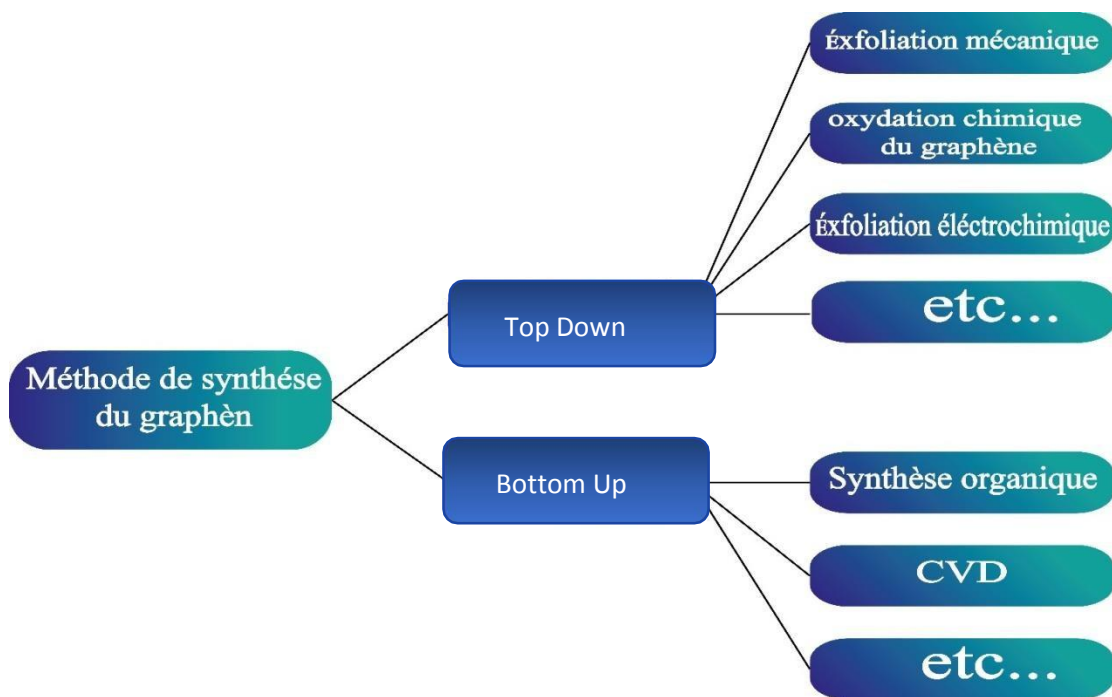 Méthode de synthése
du graphèn
Top Down
Éxfoliation mécanique
oxydation chimique
du graphène
Éxfoliation éléctrochimique
etc...
Bottom Up
Synthèse organique
CVD
etc...